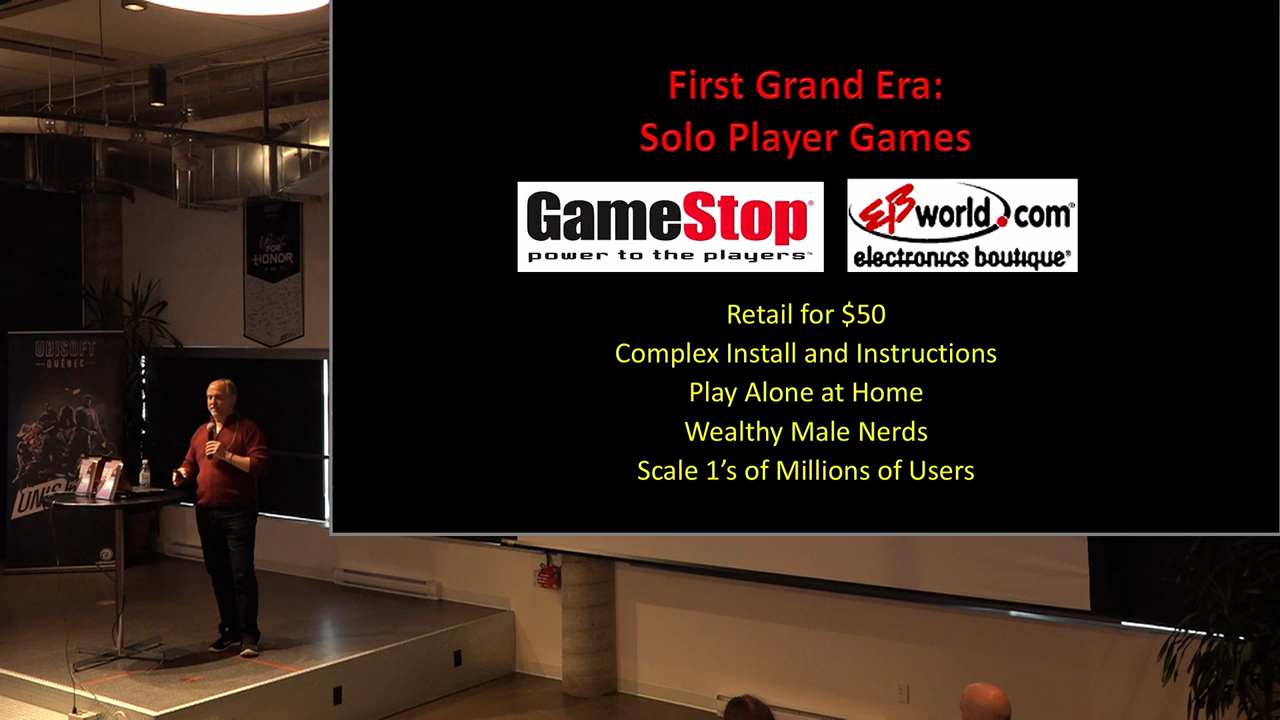 First Grand Era:
Solo Player Games
GameStop®
power to the players™
EBworld.com®
electronics boutique®
Retail for $50
Complex Install and Instructions
Play Alone at Home
Wealthy Male Nerds
Scale 1's of Millions of Users
FOR
HONOR
UBISOFT
QUÉBEC